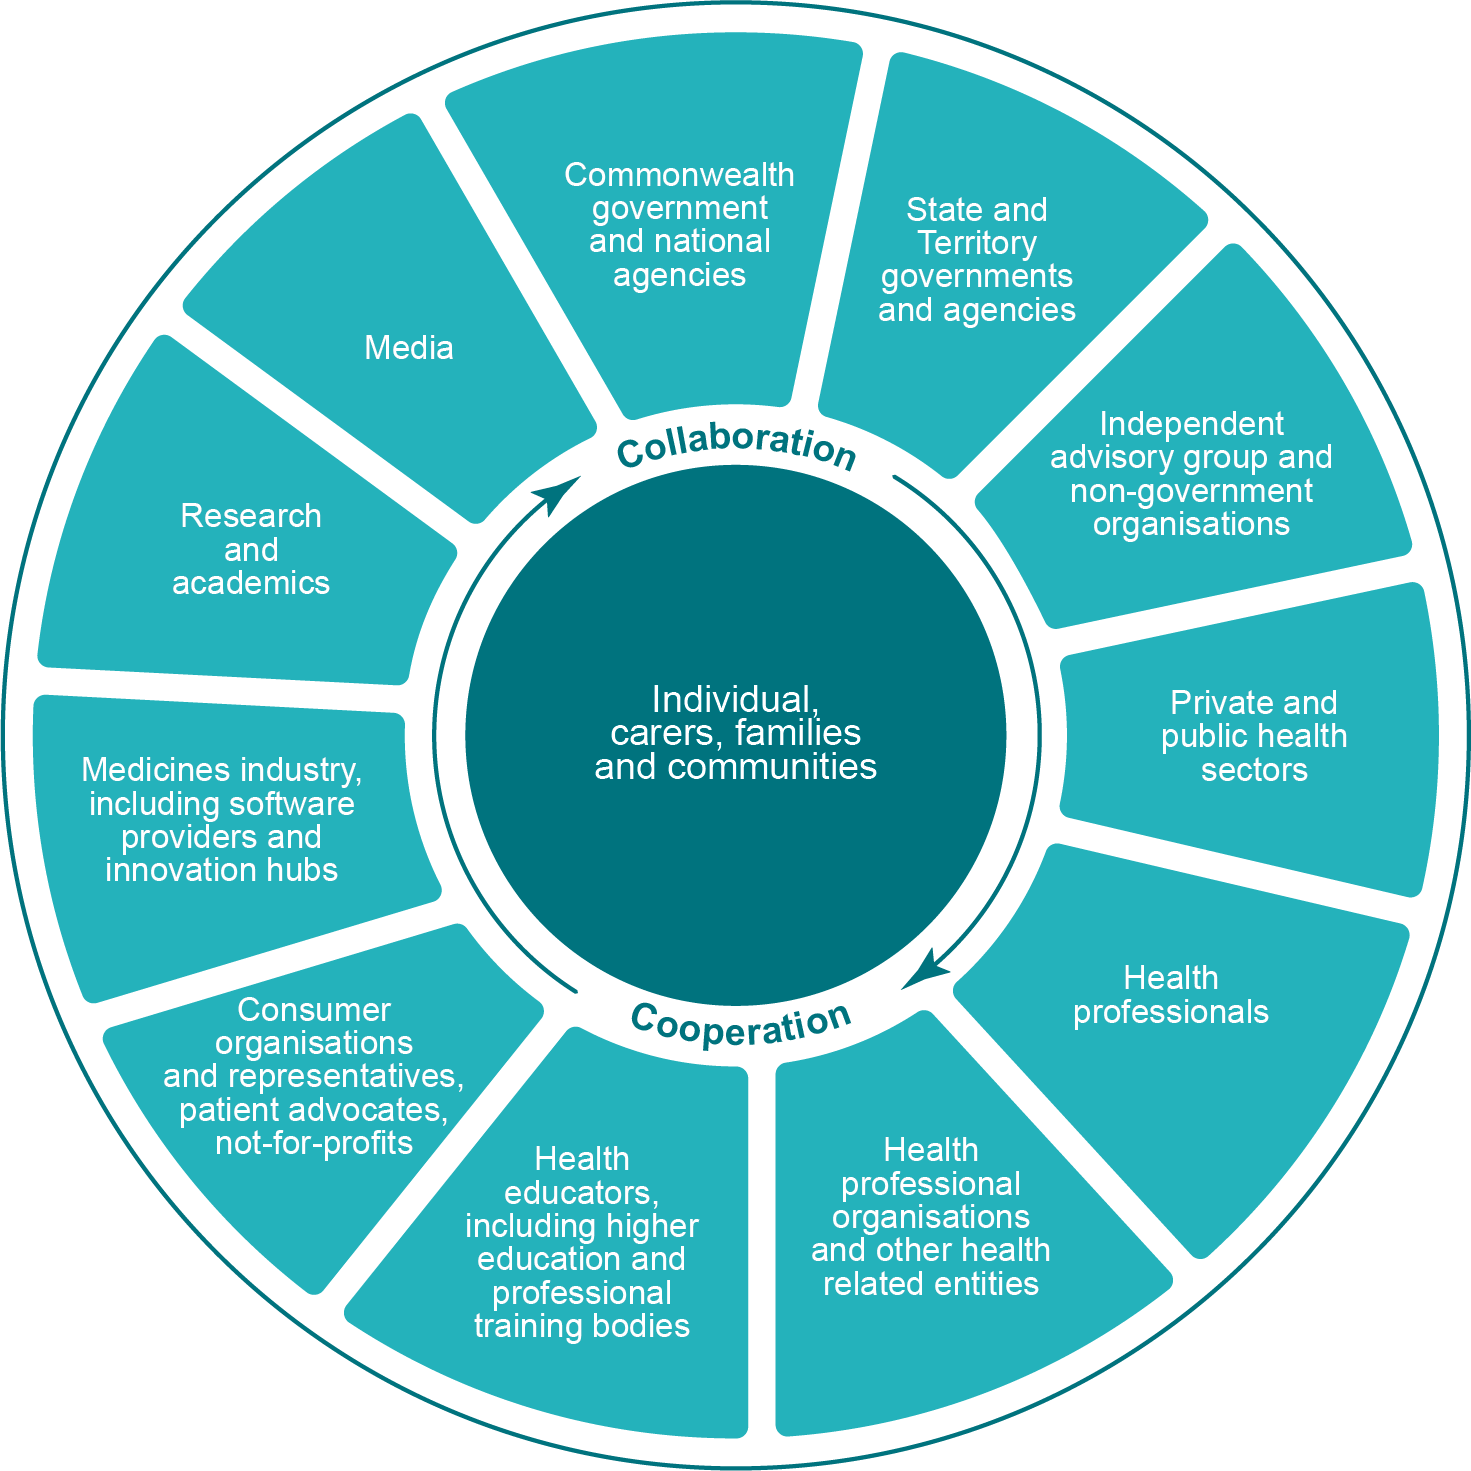 Commonwealth
government
and national
agencies
State and
Territory
governments
and agencies
Independent
advisory group and
non-government
organisations
Private and
public health
sectors
Health
professionals
Health
professional
organisations
and other health
related entities
Health
educators,
including higher
education and
professional
training bodies
Consumer
organisations
and representatives,
patient advocates,
not-for-profits
Medicines industry,
including software
providers and
innovation hubs
Research
and
academics
Media
Collaboration
Individual,
carers, families
and communities
Cooperation